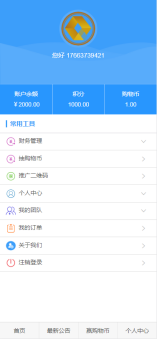 您好 17663739421
账户余额 积分 购物币
¥ 2000.00 1000.00 1.00
常用工具
财务管理
抽购物币
推广二维码
个人中心
我的团队
我的订单
关于我们
注销登录
首页 最新公告 购物币 个人中心